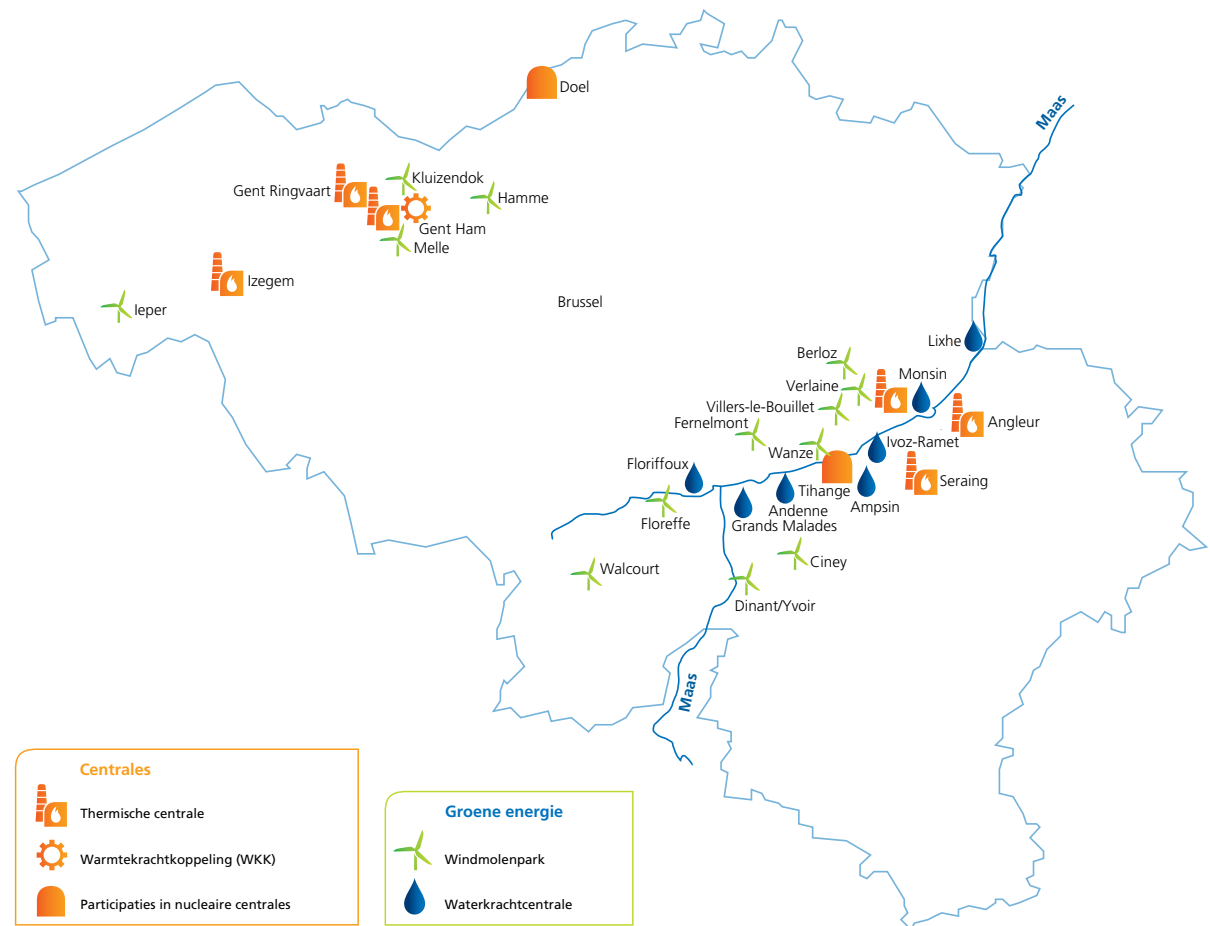 Doel
Maas
Kluizendok
Gent Ringvaart
Hamme
Gent Ham
Melle
Izegem
Ieper
Brussel
Lixhe
Berloz
Monsin
Verlaine
Villers-le-Bouillet
Fernelmont
Angleur
Ivoz-Ramet
Wanze
Floriffoux
Seraing
Tihange
Ampsin
Andenne
Grands Malades
Floreffe
Ciney
Walcourt
Dinant/Yvoir
Maas
Centrales
Thermische centrale
Warmtekrachtkoppeling (WKK)
Participaties in nucleaire centrales
Groene energie
Windmolenpark
Waterkrachtcentrale